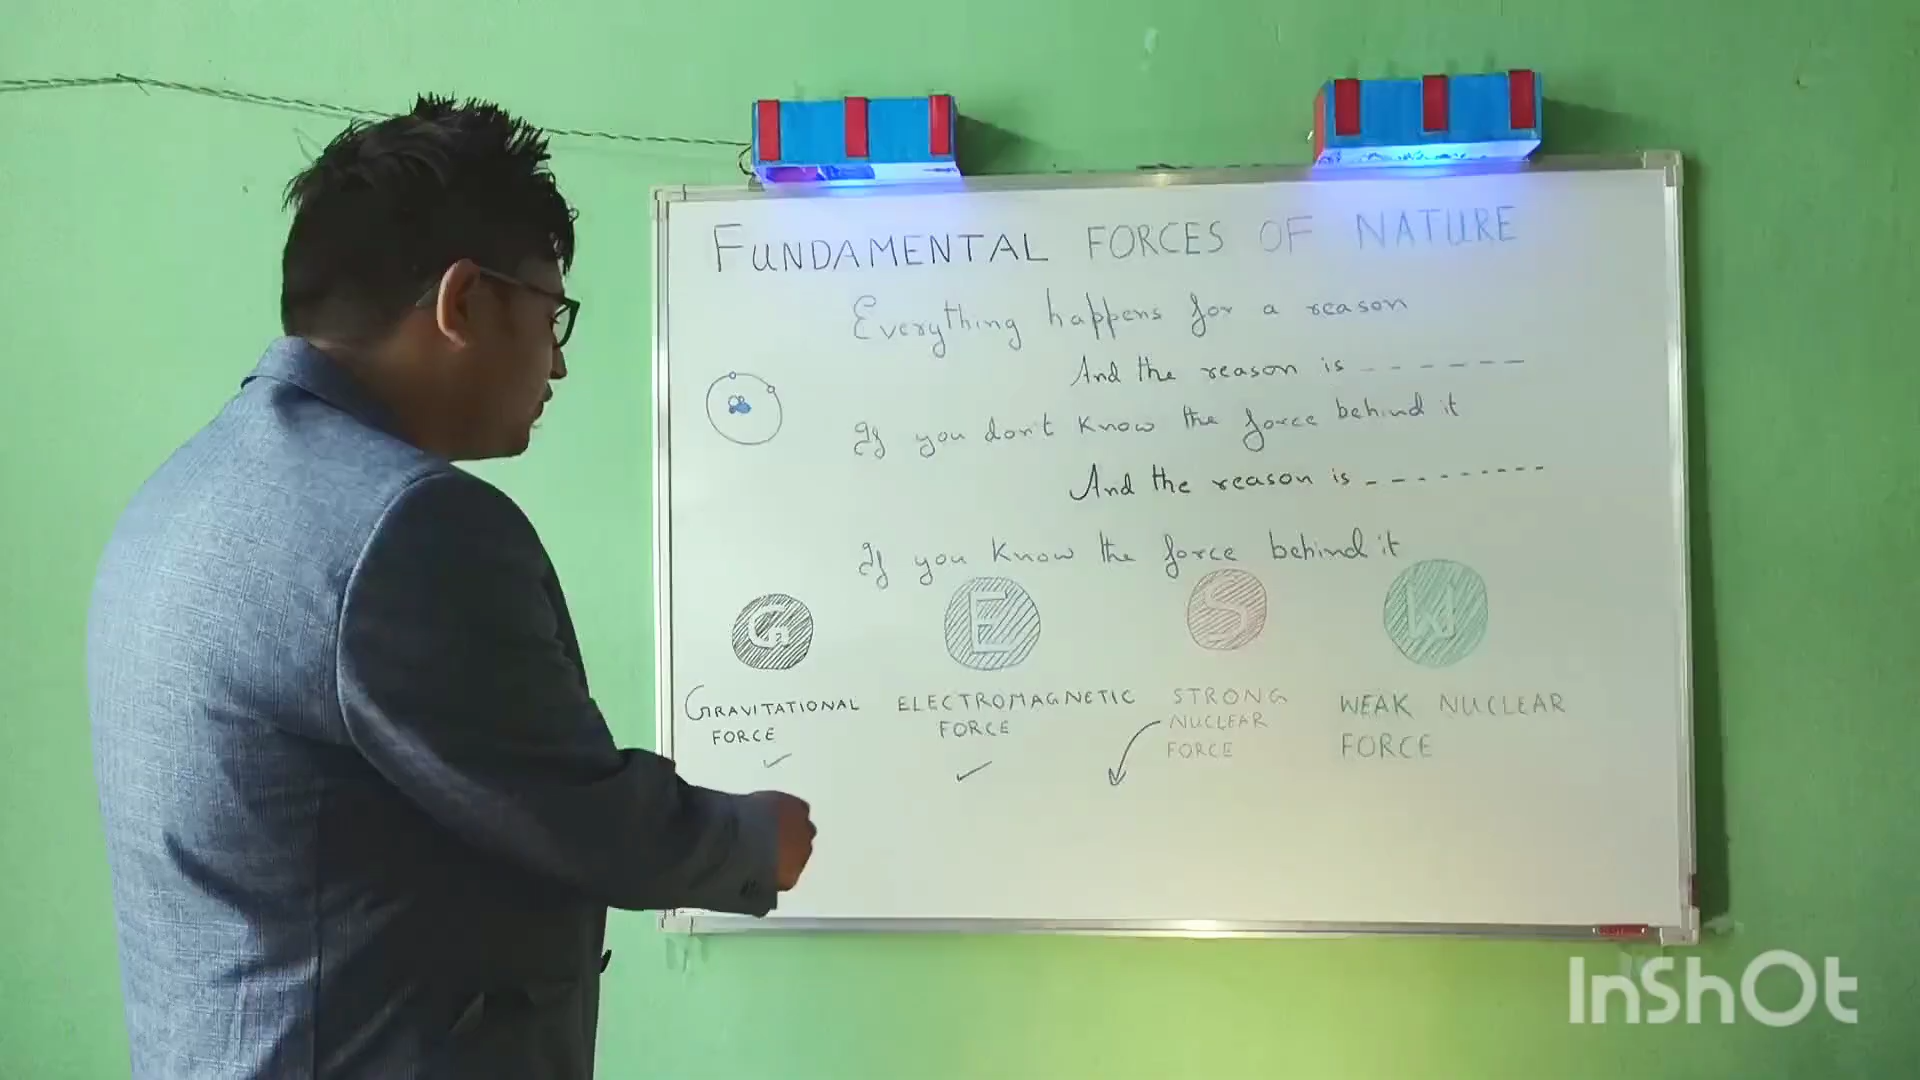 FUNDAMENTAL FORCES OF NATURE
Everything happens for a reason
And the reason is ------
If you don't know the force behind it
And the reason is ---------
If you know the force behind it
G E S W
GRAVITATIONAL FORCE
ELECTROMAGNETIC FORCE
STRONG NUCLEAR FORCE
WEAK NUCLEAR FORCE
InShOt